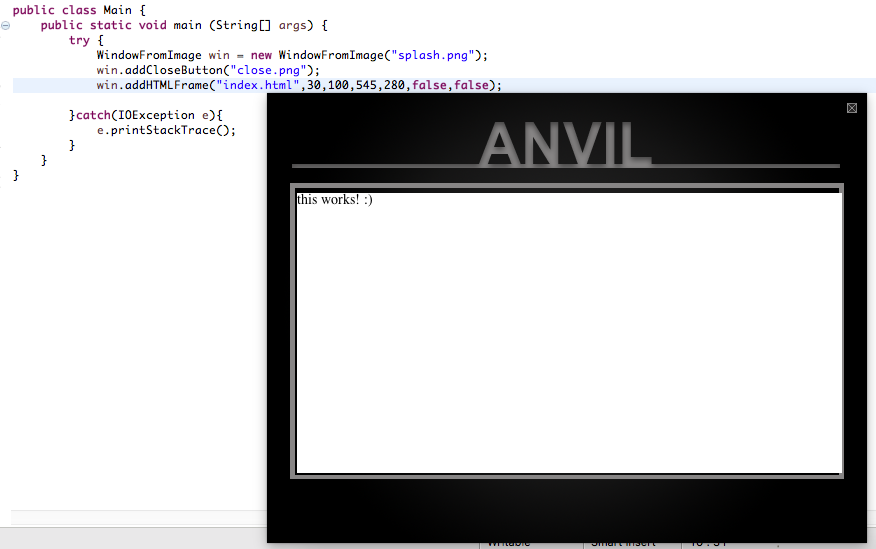 public class Main {
public static void main (String[] args) {
try {
WindowFromImage win = new WindowFromImage("splash.png");
win.addCloseButton("close.png");
win.addHTMLFrame("index.html",30,100,545,280,false,false);
}catch(IOException e){
e.printStackTrace();
}
}
}
ANVIL
this works! :)
Writable
Smart Insert